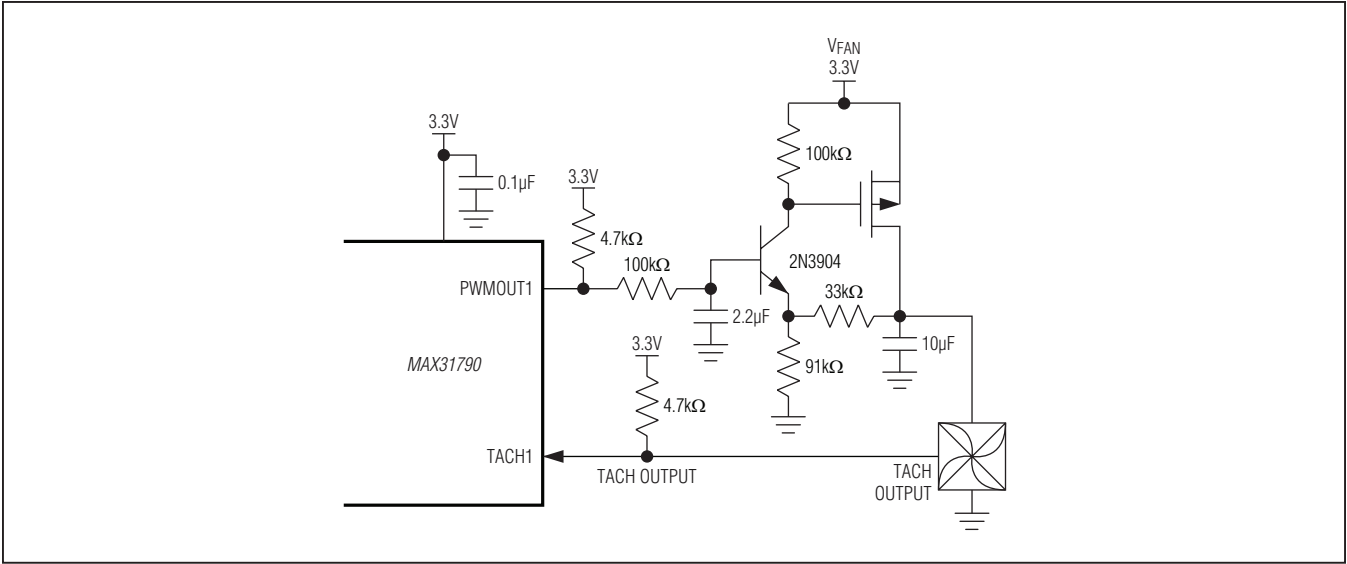 VFAN
3.3V
3.3V
0.1µF
3.3V
100kΩ
4.7kΩ
100kΩ
2N3904
PWMOUT1
33kΩ
2.2µF
3.3V
10µF
MAX31790
91kΩ
4.7kΩ
TACH1
TACH OUTPUT
TACH
OUTPUT